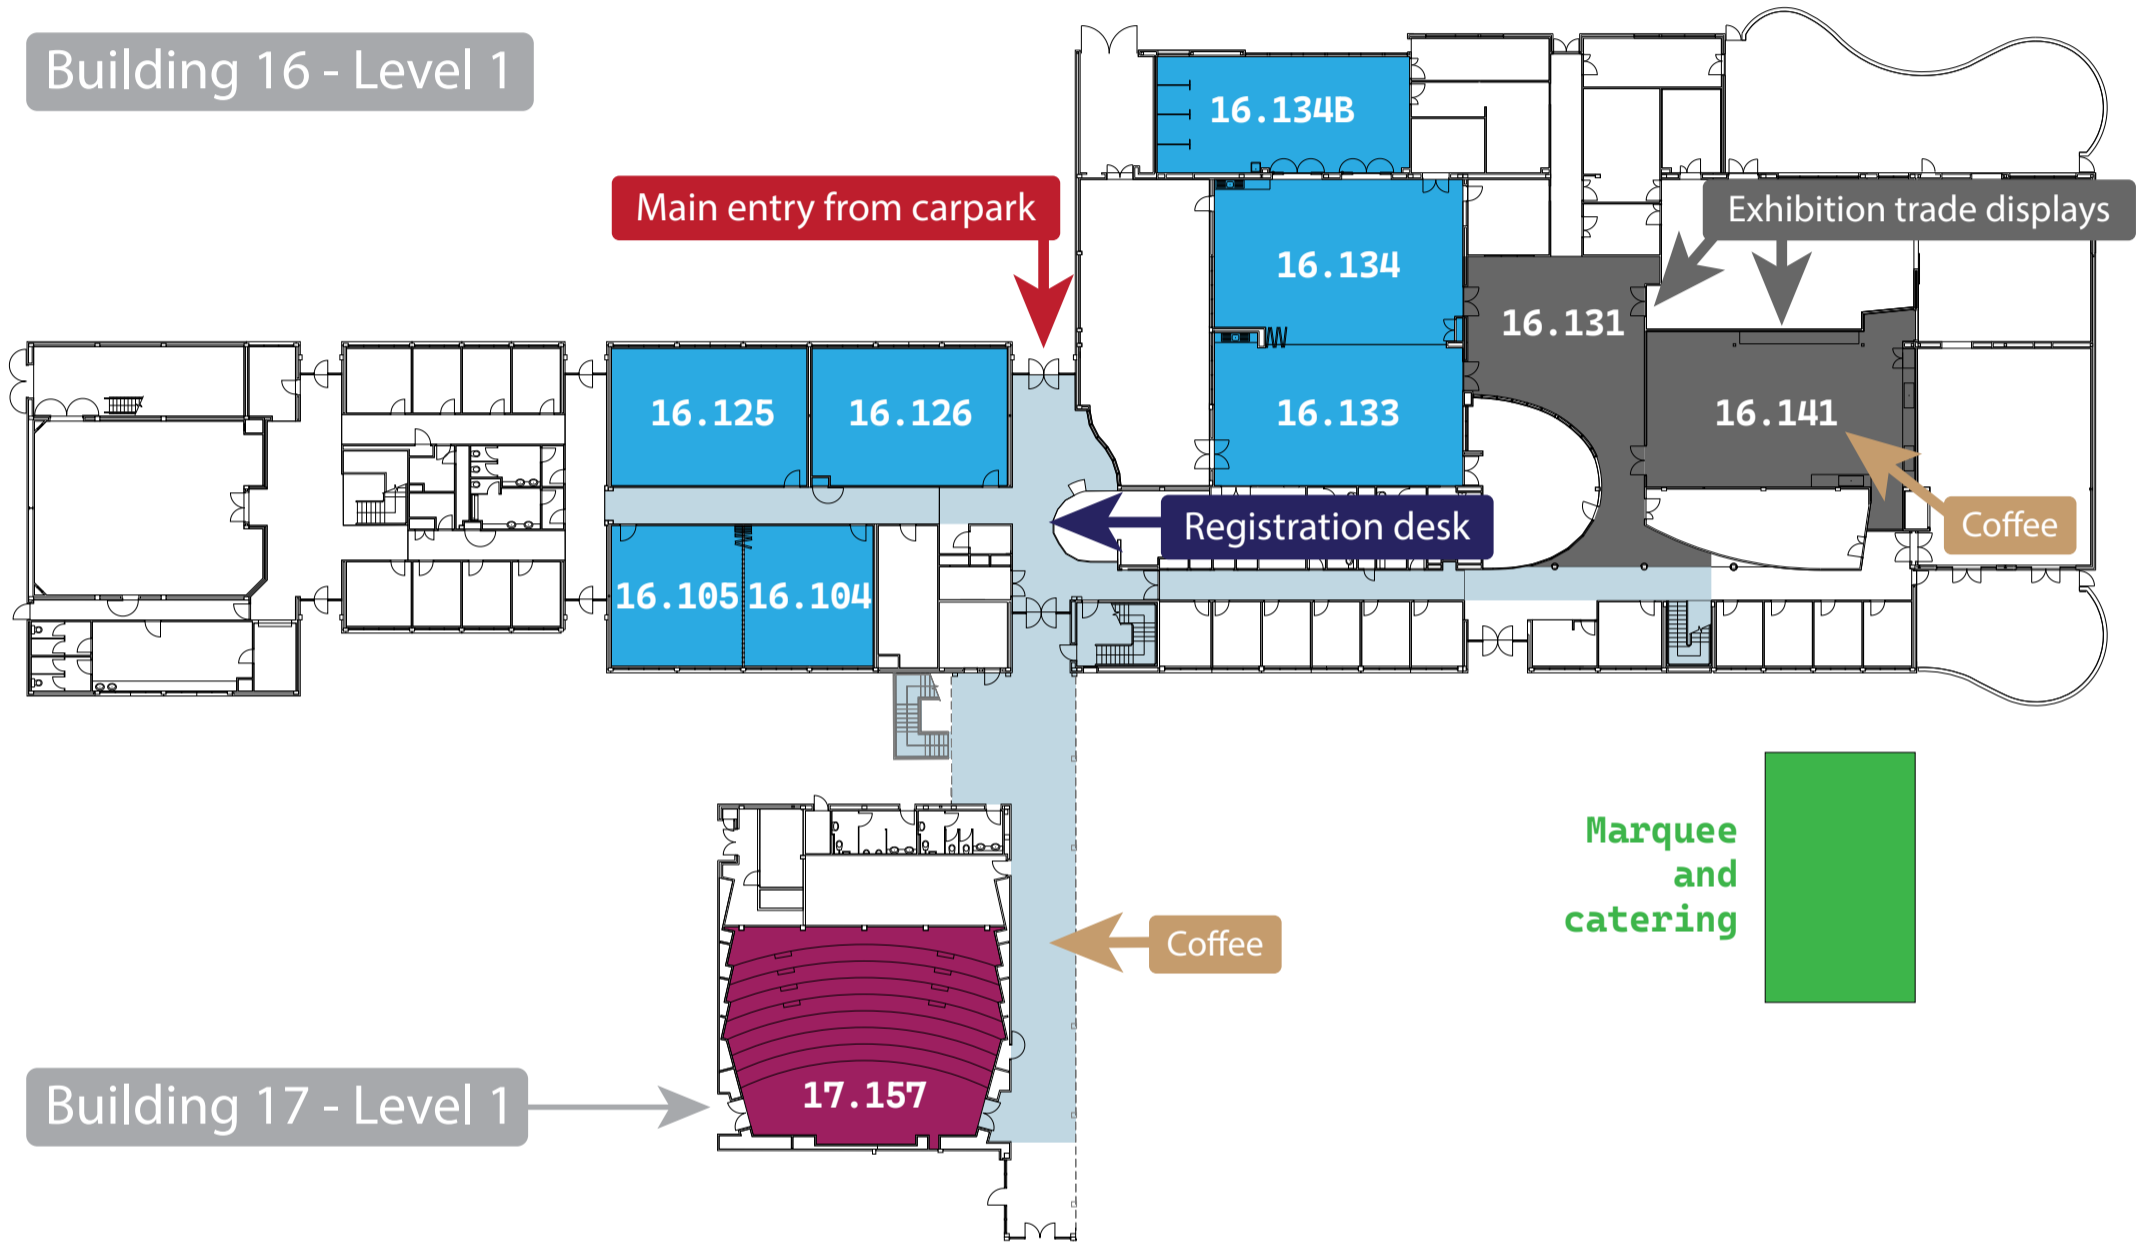 Building 16 - Level 1
16.134B
Main entry from carpark
Exhibition trade displays
16.134
16.131
16.125
16.126
16.133
16.141
Registration desk
Coffee
16.105
16.104
Marquee
and
catering
Coffee
17.157
Building 17 - Level 1